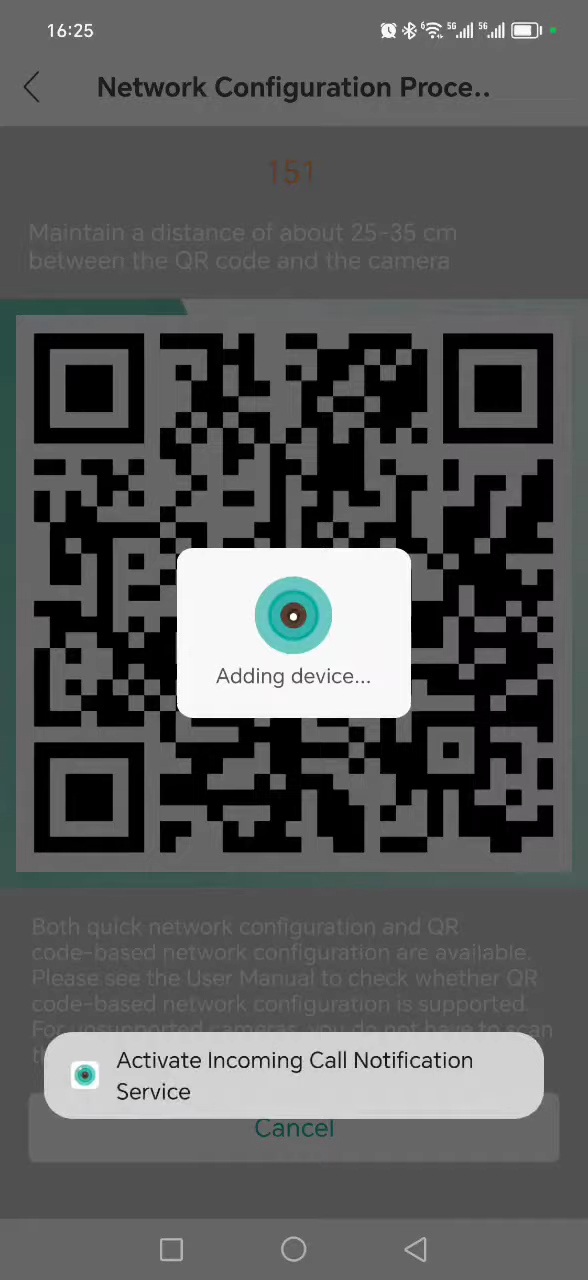 16:25
6 5G 5G
Network Configuration Proce..
151
Maintain a distance of about 25-35 cm
between the QR code and the camera
Adding device...
Both quick network configuration and QR
code-based network configuration are available.
Please see the User Manual to check whether QR
code-based network configuration is supported.
For unsupported cameras, you do not have to scan
Activate Incoming Call Notification
Service
Cancel